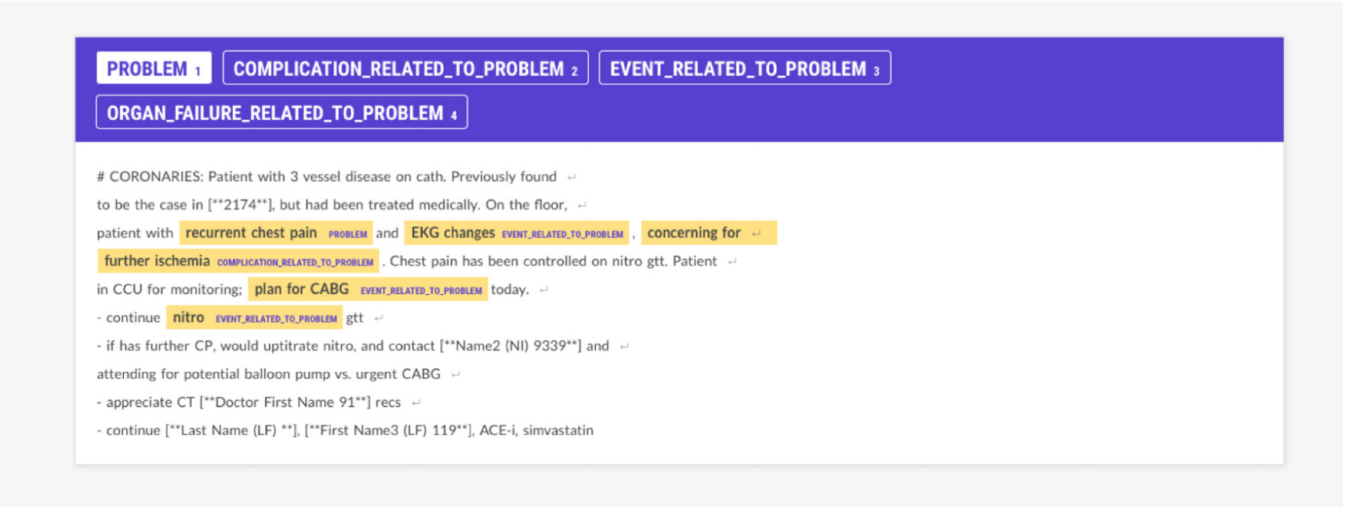 PROBLEM 1 COMPLICATION_RELATED_TO_PROBLEM 2 EVENT_RELATED_TO_PROBLEM 3
ORGAN_FAILURE_RELATED_TO_PROBLEM 4
# CORONARIES: Patient with 3 vessel disease on cath. Previously found ↵
to be the case in [**2174**], but had been treated medically. On the floor, ↵
patient with recurrent chest pain PROBLEM and EKG changes EVENT_RELATED_TO_PROBLEM , concerning for ↵
further ischemia COMPLICATION_RELATED_TO_PROBLEM . Chest pain has been controlled on nitro gtt. Patient ↵
in CCU for monitoring; plan for CABG EVENT_RELATED_TO_PROBLEM today. ↵
- continue nitro EVENT_RELATED_TO_PROBLEM gtt ↵
- if has further CP, would uptitrate nitro, and contact [**Name2 (NI) 9339**] and ↵
attending for potential balloon pump vs. urgent CABG ↵
- appreciate CT [**Doctor First Name 91**] recs ↵
- continue [**Last Name (LF) **], [**First Name3 (LF) 119**], ACE-i, simvastatin